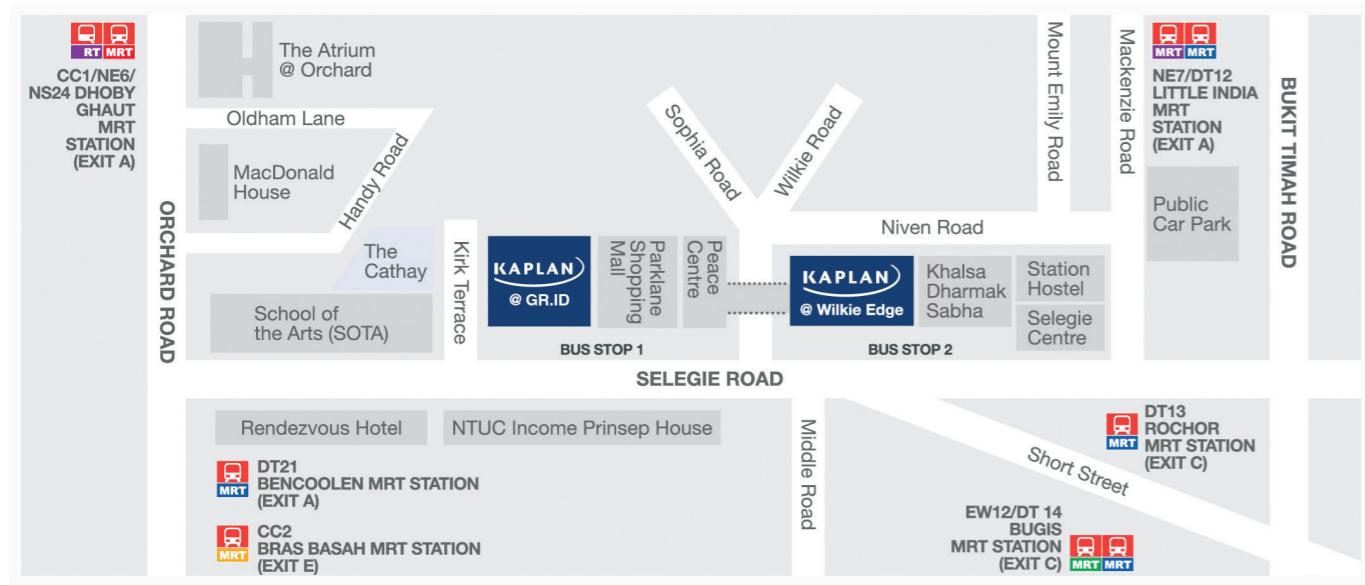 RT MRT
CC1/NE6/
NS24 DHOBY
GHAUT
MRT
STATION
(EXIT A)
The Atrium
@ Orchard
Oldham Lane
MacDonald
House
Handy Road
ORCHARD ROAD
The
Cathay
School of
the Arts (SOTA)
Kirk Terrace
KAPLAN
@ GR.ID
Parklane
Shopping
Mall
Peace
Centre
BUS STOP 1
Sophia Road
Wilkie Road
KAPLAN
@ Wilkie Edge
Khalsa
Dharmak
Sabha
Station
Hostel
Selegie
Centre
BUS STOP 2
Niven Road
Mount Emily Road
Mackenzie Road
MRT MRT
NE7/DT12
LITTLE INDIA
MRT
STATION
(EXIT A)
Public
Car Park
BUKIT TIMAH ROAD
SELEGIE ROAD
Rendezvous Hotel
NTUC Income Prinsep House
MRT
DT21
BENCOOLEN MRT STATION
(EXIT A)
MRT
CC2
BRAS BASAH MRT STATION
(EXIT E)
Middle Road
Short Street
MRT
DT13
ROCHOR
MRT STATION
(EXIT C)
EW12/DT 14
BUGIS
MRT STATION
(EXIT C)
MRT MRT